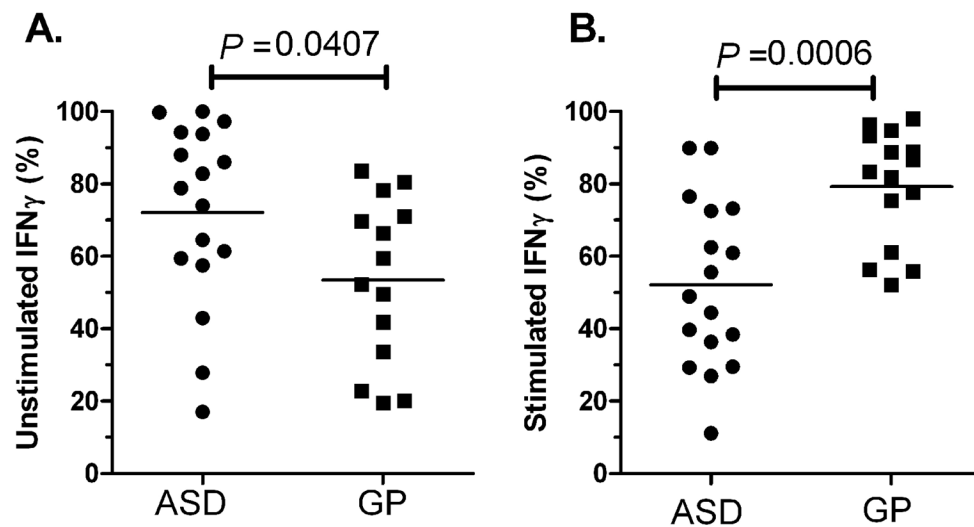 A.
P =0.0407
Unstimulated IFNγ (%)
100
80
60
40
20
0
ASD GP
B.
P =0.0006
Stimulated IFNγ (%)
100
80
60
40
20
0
ASD GP